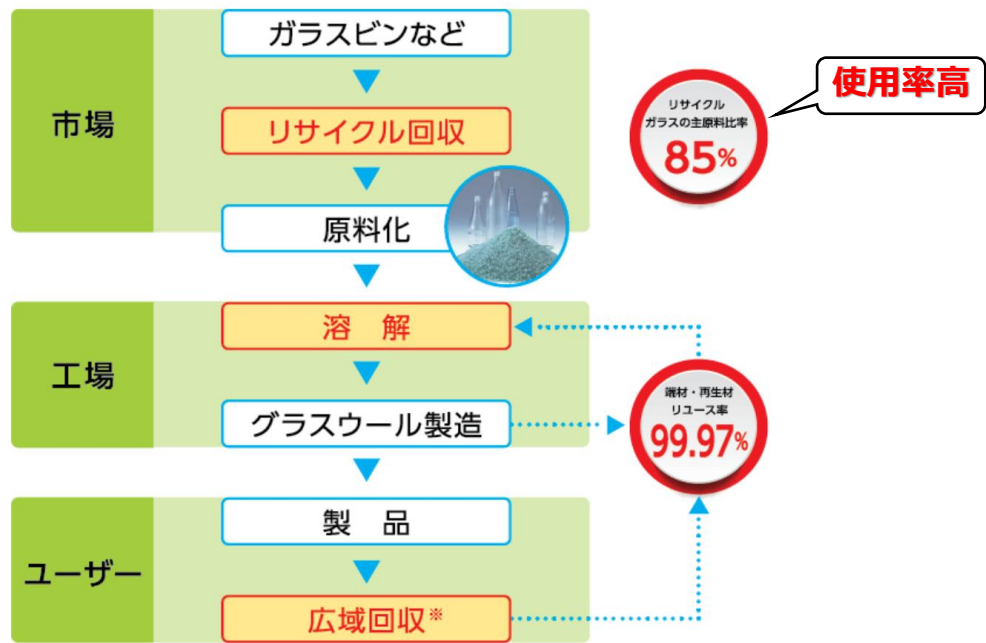 市場
ガラスビンなど
リサイクル回収
原料化
リサイクル
ガラスの主原料比率
85%
使用率高
工場
溶 解
グラスウール製造
端材・再生材
リユース率
99.97%
ユーザー
製 品
広域回収※